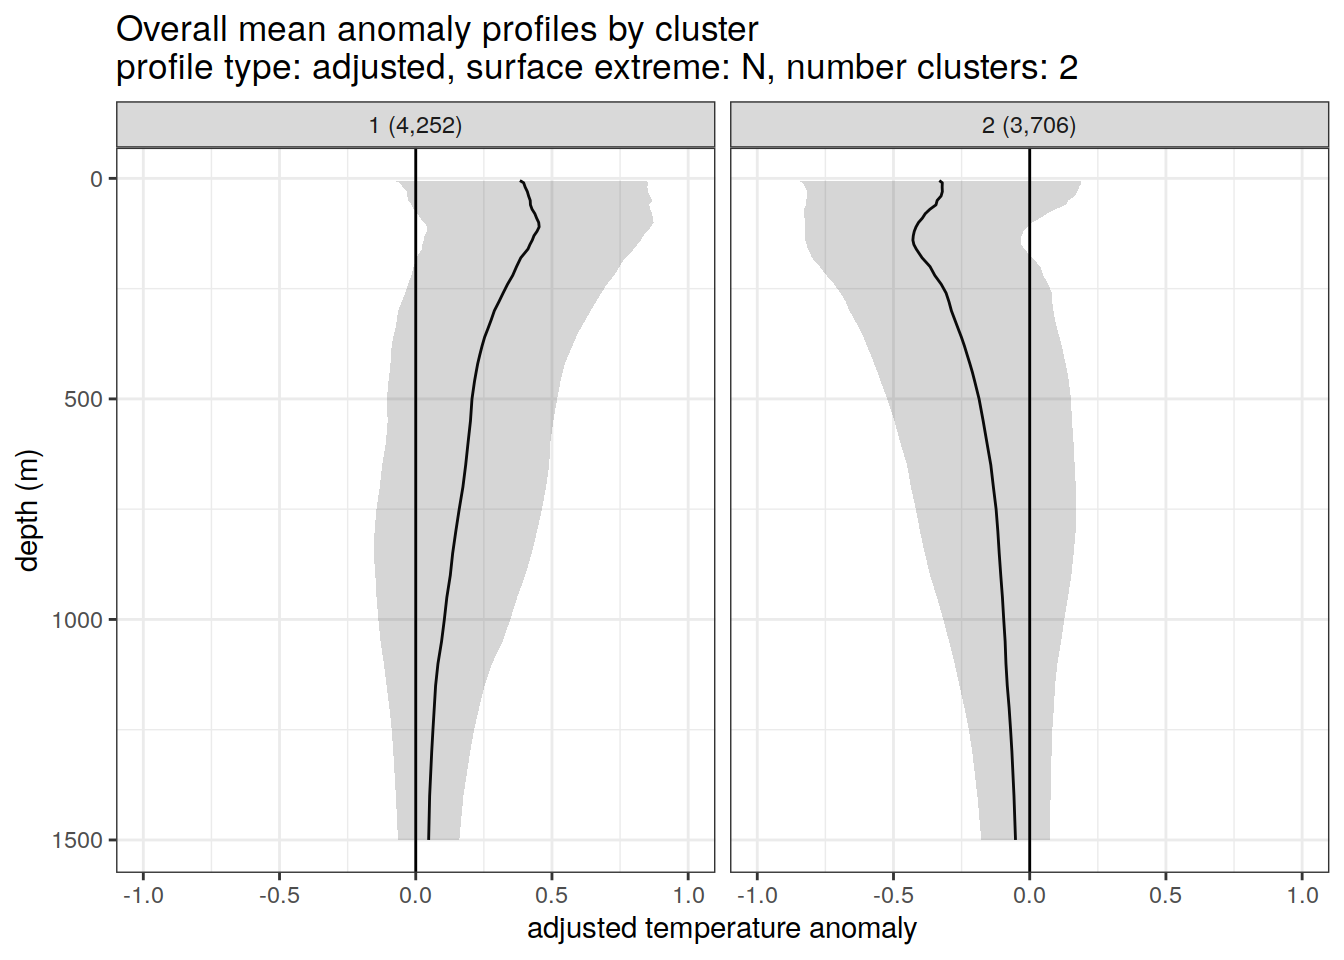 Overall mean anomaly profiles by cluster
profile type: adjusted, surface extreme: N, number clusters: 2
1 (4,252)
2 (3,706)
depth (m)
0
500
1000
1500
-1.0 -0.5 0.0 0.5 1.0
-1.0 -0.5 0.0 0.5 1.0
adjusted temperature anomaly